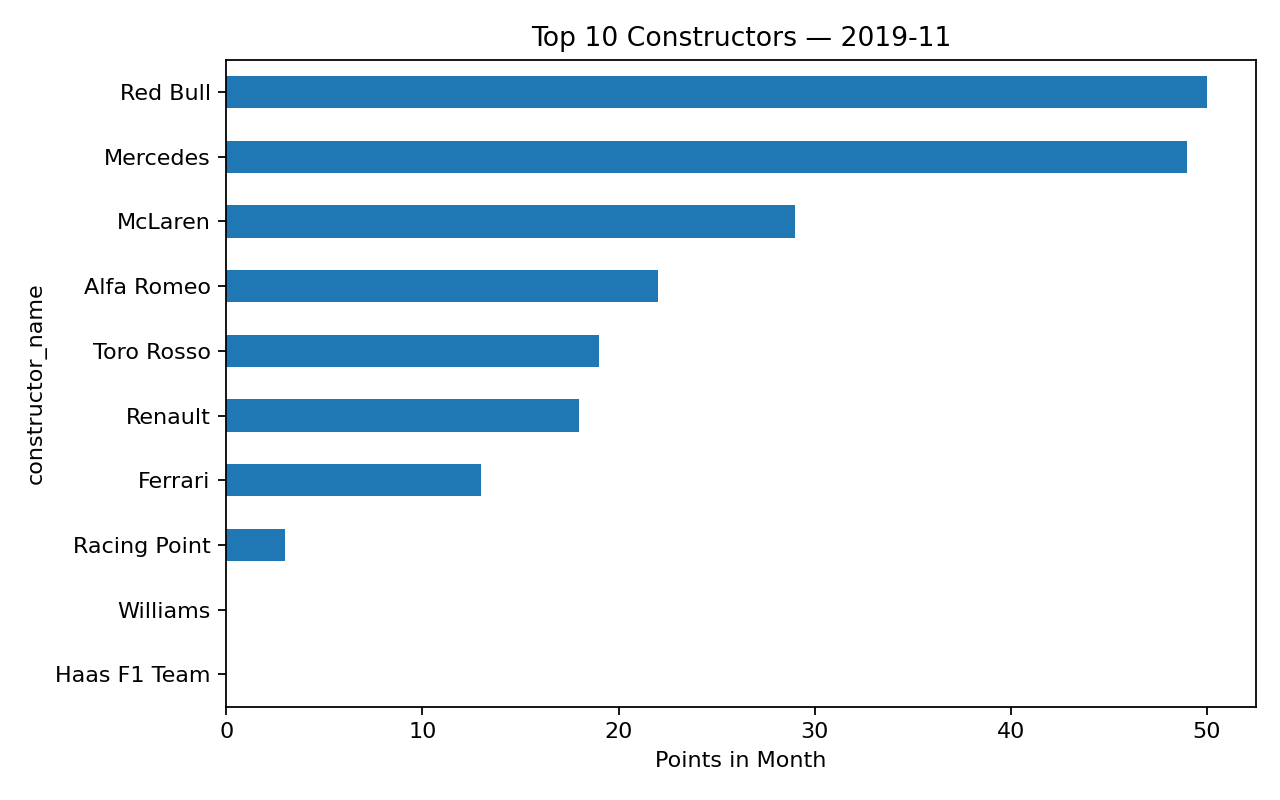 Top 10 Constructors — 2019-11
constructor_name
Red Bull
Mercedes
McLaren
Alfa Romeo
Toro Rosso
Renault
Ferrari
Racing Point
Williams
Haas F1 Team
0 10 20 30 40 50
Points in Month